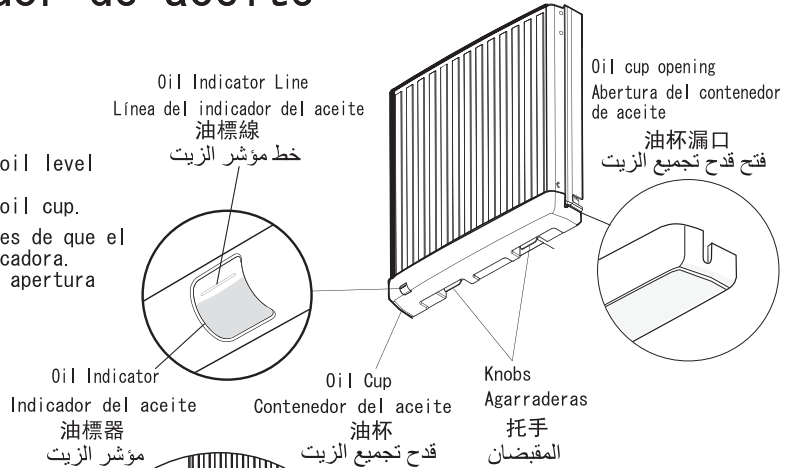 de aceite
Oil Indicator Line
Línea del indicador del aceite
油標線
خط مؤشر الزيت
Oil cup opening
Abertura del contenedor
de aceite
油杯漏口
فتح قدح تجميع الزيت
oil level
oil cup.
de que el
apertura
Oil Indicator
Indicador del aceite
油標器
مؤشر الزيت
Oil Cup
Contenedor del aceite
油杯
قدح تجميع الزيت
Knobs
Agarraderas
托手
المقبضان